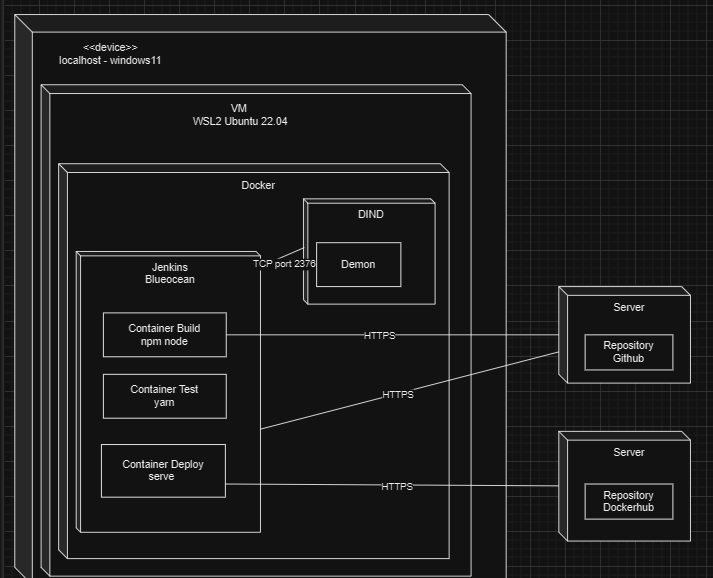 <<device>>
localhost - windows11
VM
WSL2 Ubuntu 22.04
Docker
DIND
Demon
TCP port 2376
Jenkins
Blueocean
Container Build
npm node
Container Test
yarn
Container Deploy
serve
HTTPS
HTTPS
HTTPS
Server
Repository
Github
Server
Repository
Dockerhub